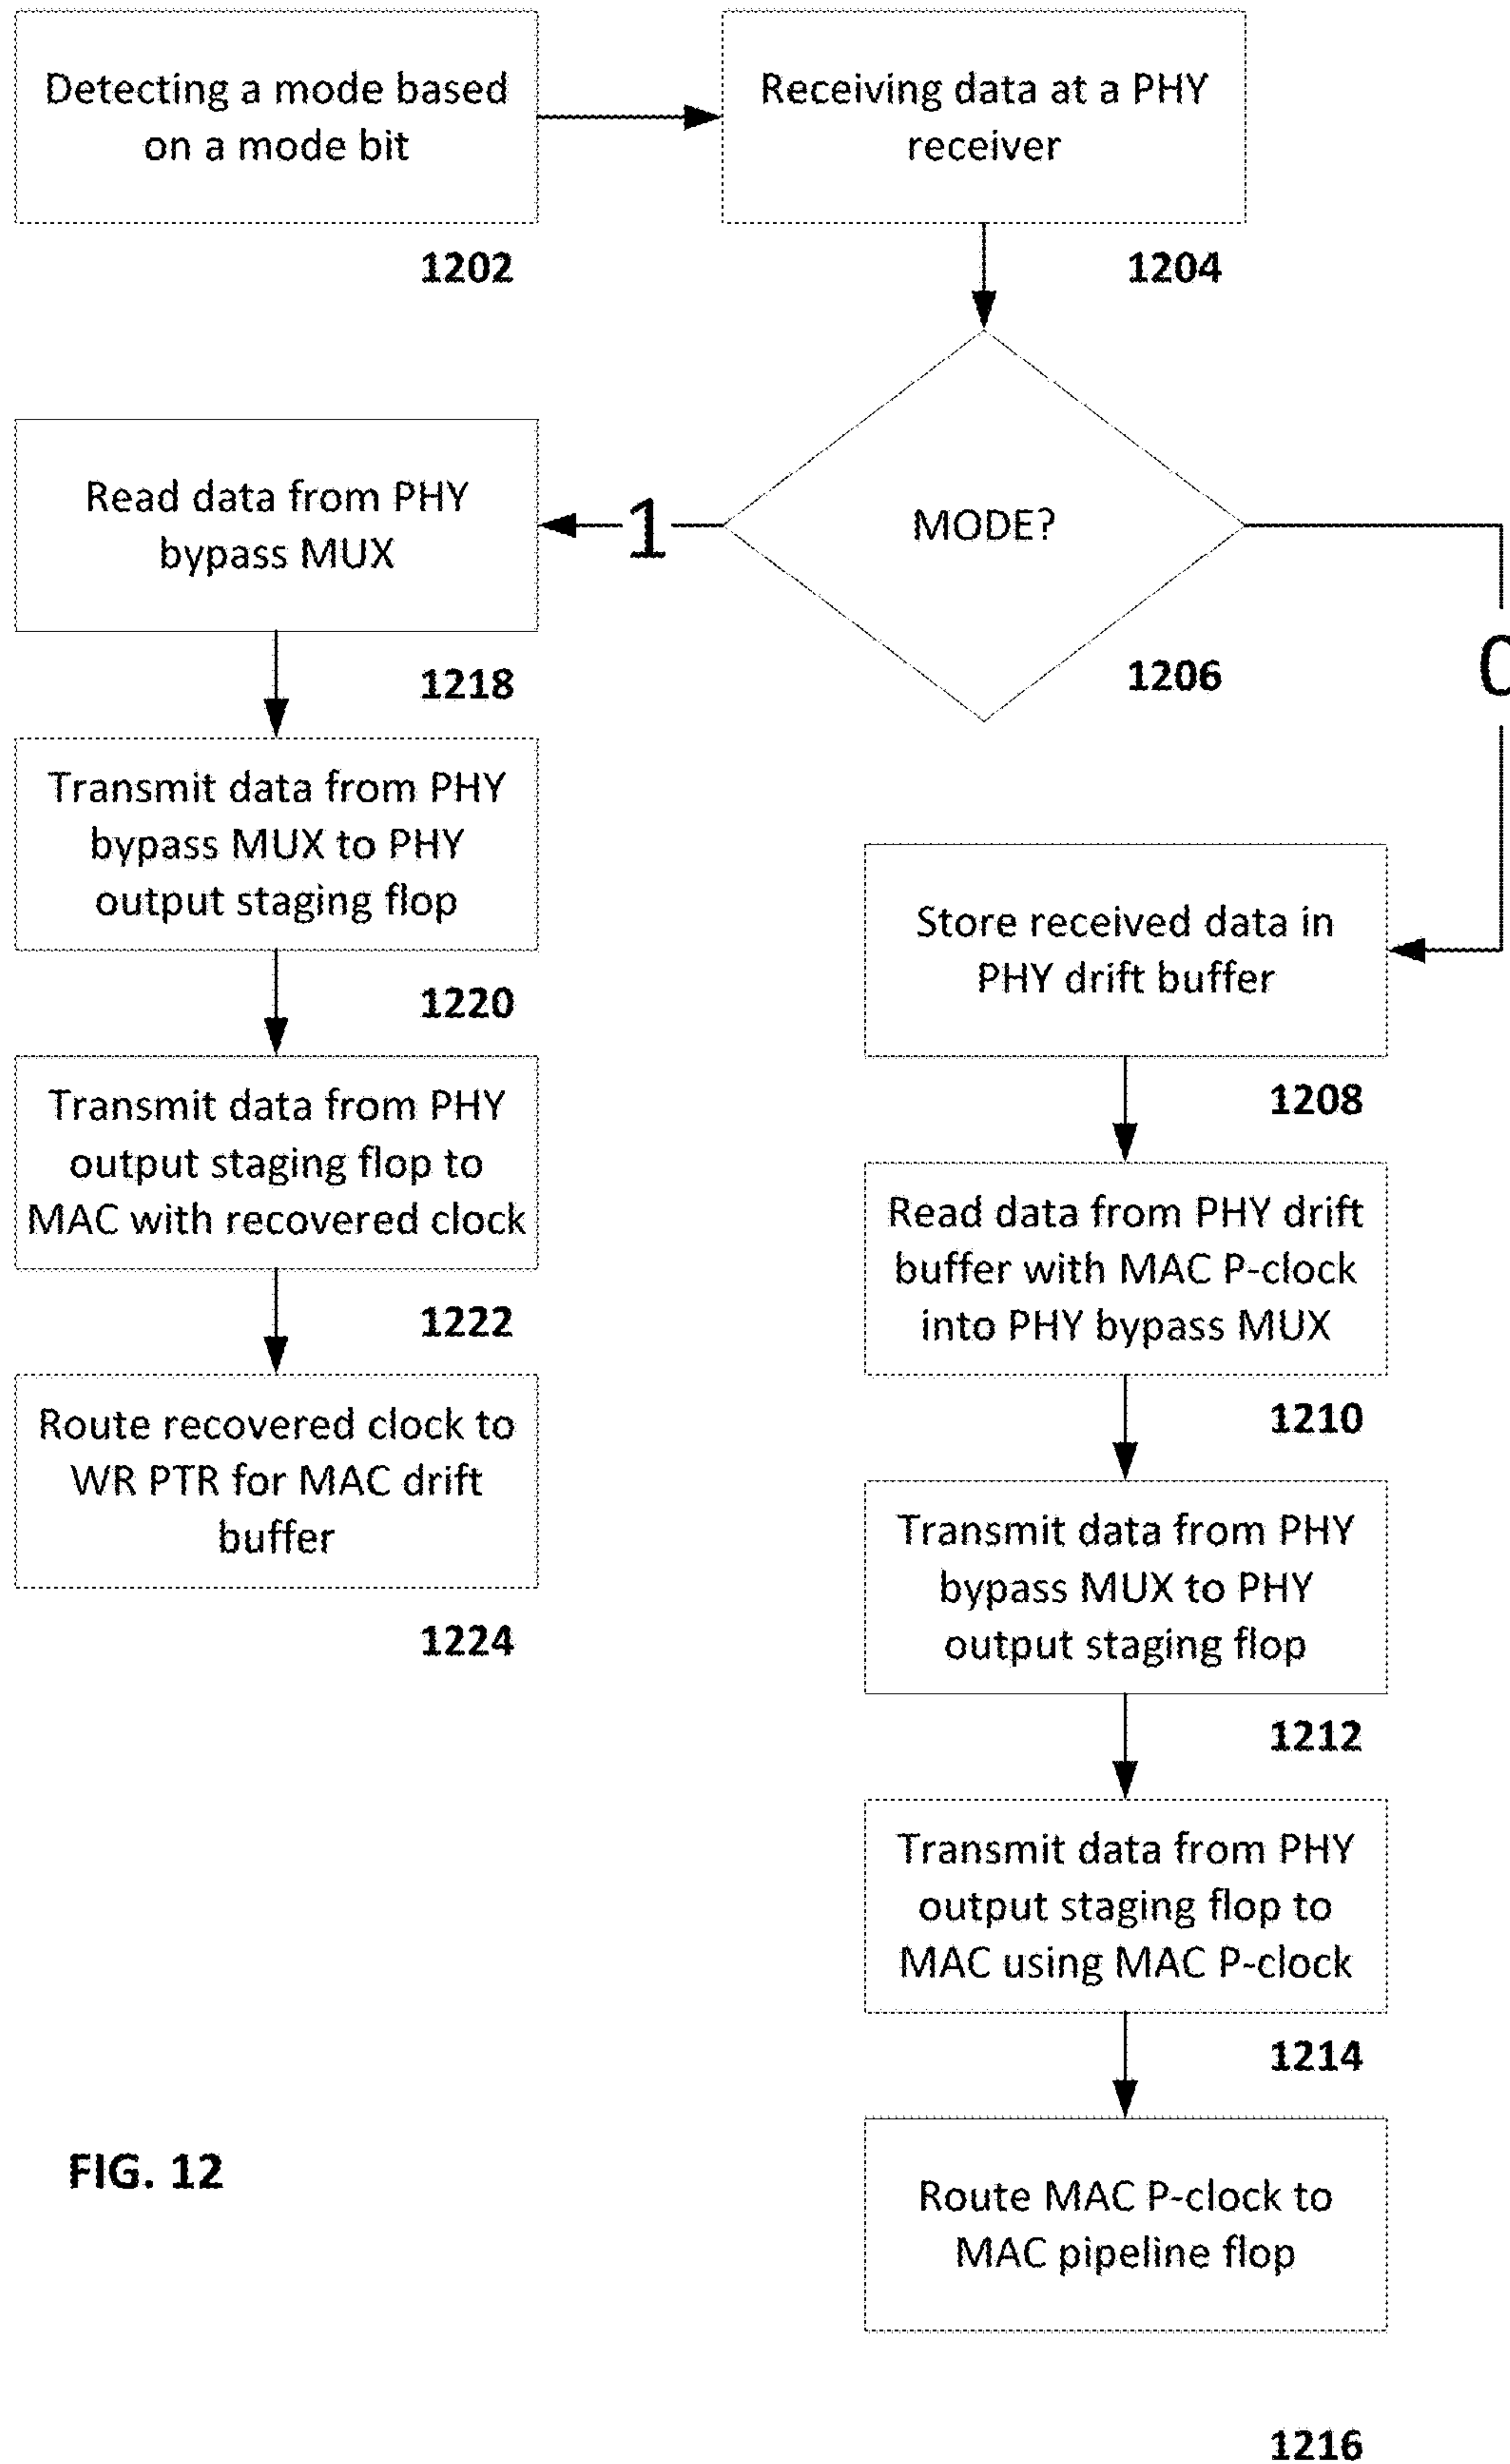 Detecting a mode based
on a mode bit
1202
Receiving data at a PHY
receiver
1204
MODE?
1206
1
0
Read data from PHY
bypass MUX
1218
Transmit data from PHY
bypass MUX to PHY
output staging flop
1220
Transmit data from PHY
output staging flop to
MAC with recovered clock
1222
Route recovered clock to
WR PTR for MAC drift
buffer
1224
Store received data in
PHY drift buffer
1208
Read data from PHY drift
buffer with MAC P-clock
into PHY bypass MUX
1210
Transmit data from PHY
bypass MUX to PHY
output staging flop
1212
Transmit data from PHY
output staging flop to
MAC using MAC P-clock
1214
Route MAC P-clock to
MAC pipeline flop
1216
FIG. 12